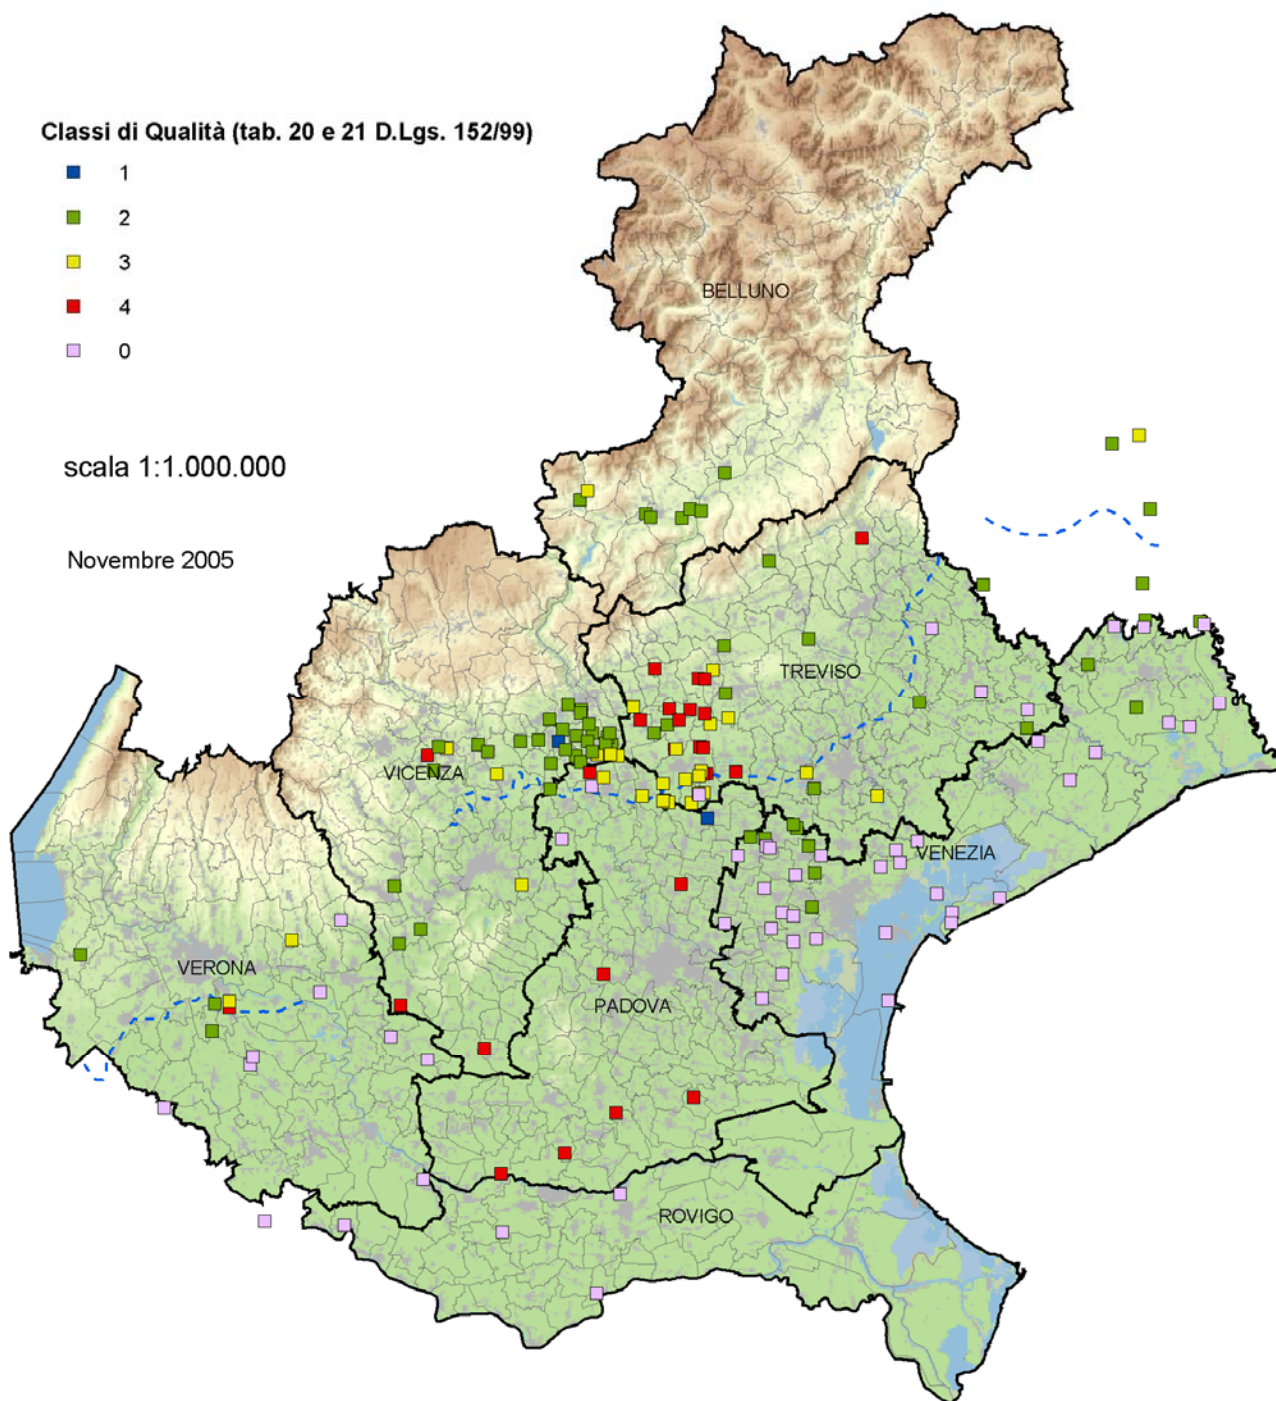 Classi di Qualità (tab. 20 e 21 D.Lgs. 152/99)
1
2
3
4
0
scala 1:1.000.000
Novembre 2005
BELLUNO
TREVISO
VICENZA
VENEZIA
VERONA
PADOVA
ROVIGO